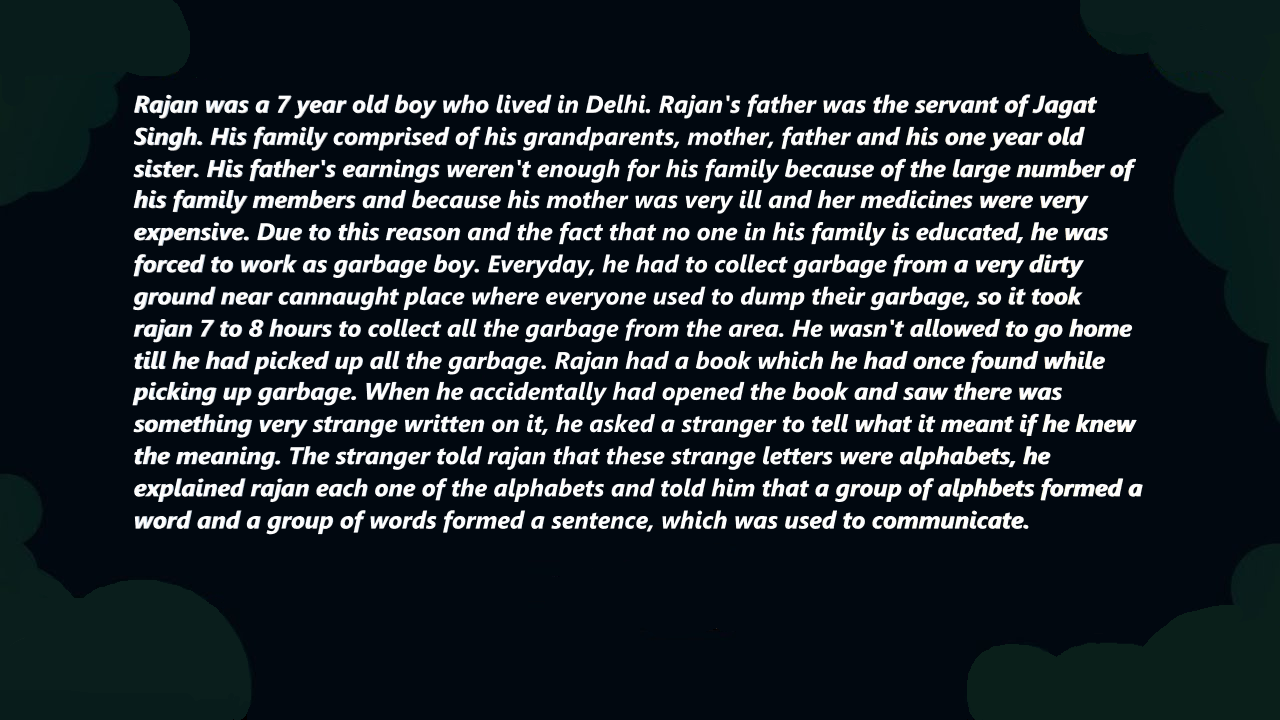 Rajan was a 7 year old boy who lived in Delhi. Rajan's father was the servant of Jagat
Singh. His family comprised of his grandparents, mother, father and his one year old
sister. His father's earnings weren't enough for his family because of the large number of
his family members and because his mother was very ill and her medicines were very
expensive. Due to this reason and the fact that no one in his family is educated, he was
forced to work as garbage boy. Everyday, he had to collect garbage from a very dirty
ground near cannaught place where everyone used to dump their garbage, so it took
rajan 7 to 8 hours to collect all the garbage from the area. He wasn't allowed to go home
till he had picked up all the garbage. Rajan had a book which he had once found while
picking up garbage. When he accidentally had opened the book and saw there was
something very strange written on it, he asked a stranger to tell what it meant if he knew
the meaning. The stranger told rajan that these strange letters were alphabets, he
explained rajan each one of the alphabets and told him that a group of alphbets formed a
word and a group of words formed a sentence, which was used to communicate.